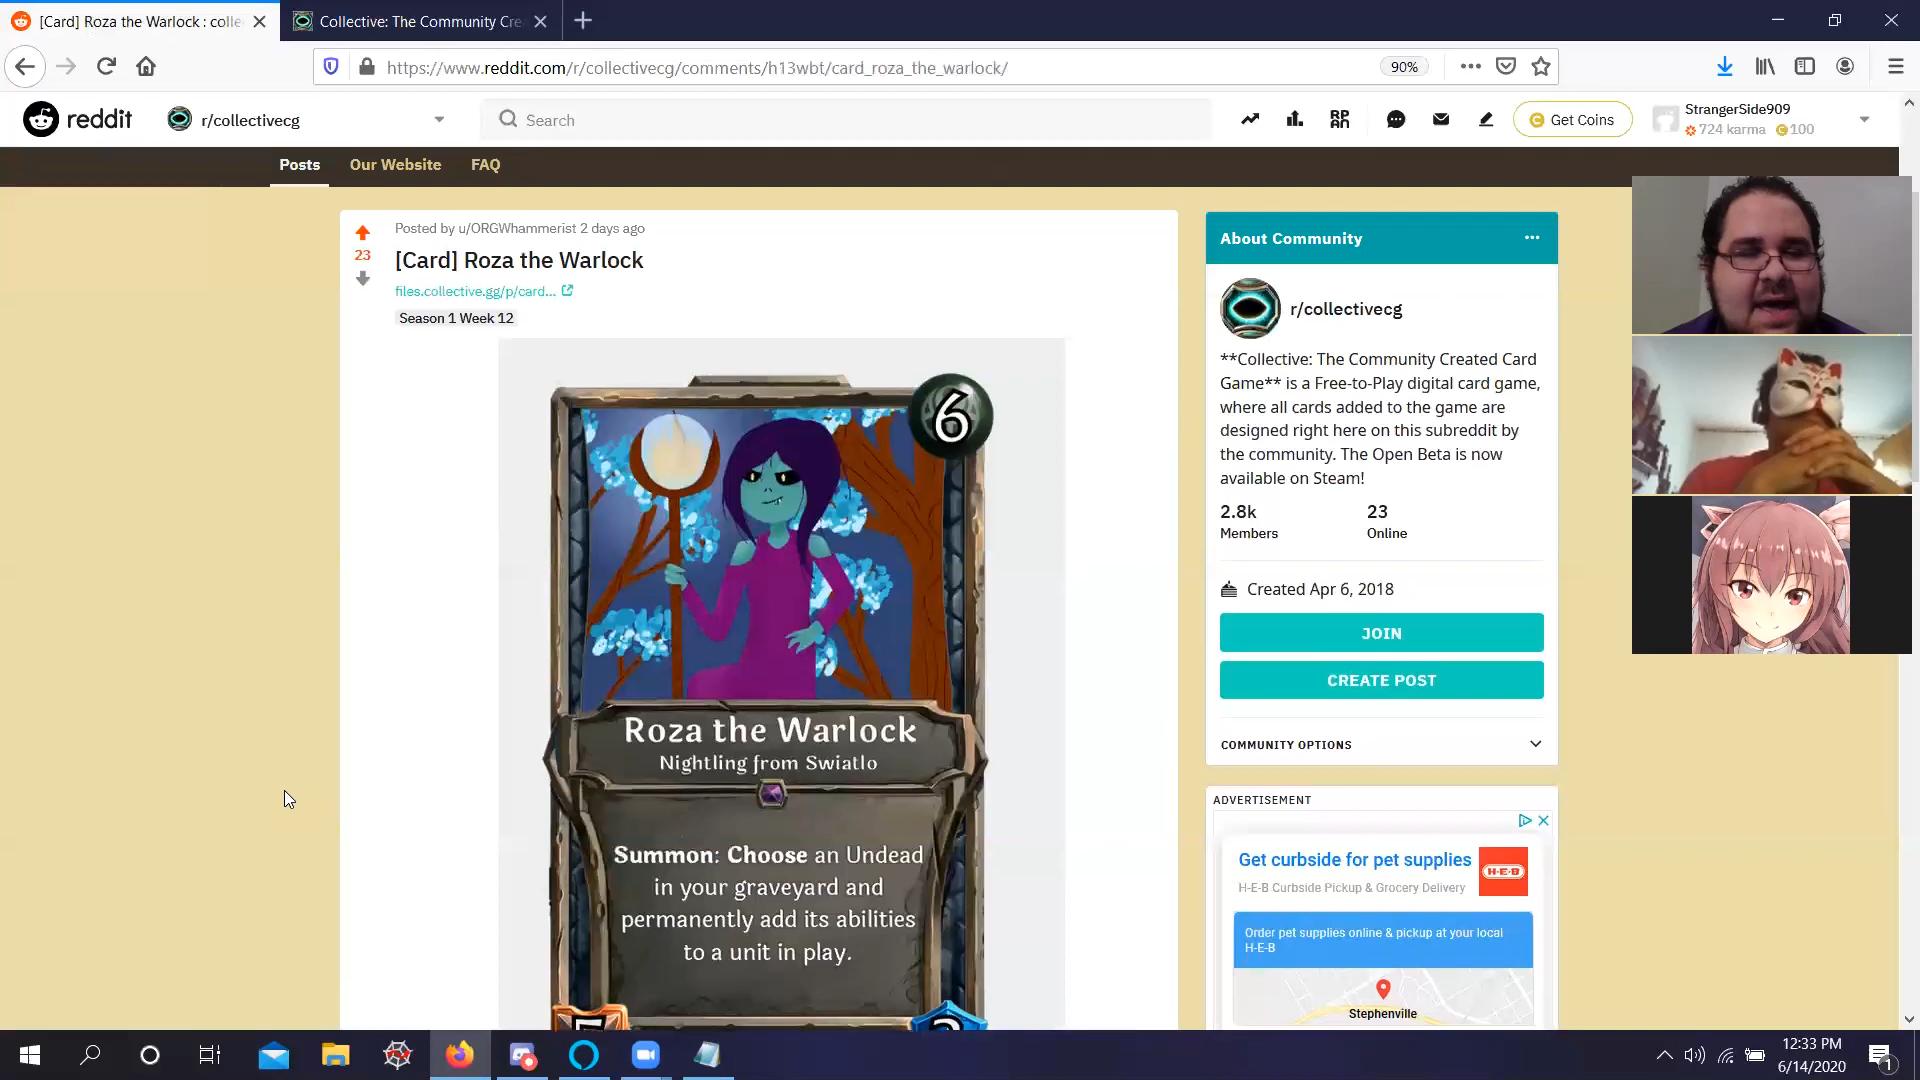 [Card] Roza the Warlock : colle
Collective: The Community Cre
https://www.reddit.com/r/collectivecg/comments/h13wbt/card_roza_the_warlock/
90%
reddit
r/collectivecg
Search
RPAN
Get Coins
StrangerSide909
724 karma 100
Posts
Our Website
FAQ
Posted by u/ORGWhammerist 2 days ago
23
[Card] Roza the Warlock
files.collective.gg/p/card...
Season 1 Week 12
6
Roza the Warlock
Nightling from Swiatlo
Summon: Choose an Undead
in your graveyard and
permanently add its abilities
to a unit in play.
About Community
r/collectivecg
**Collective: The Community Created Card
Game** is a Free-to-Play digital card game,
where all cards added to the game are
designed right here on this subreddit by
the community. The Open Beta is now
available on Steam!
2.8k
Members
23
Online
Created Apr 6, 2018
JOIN
CREATE POST
COMMUNITY OPTIONS
ADVERTISEMENT
Get curbside for pet supplies
H-E-B
H-E-B Curbside Pickup & Grocery Delivery
Order pet supplies online & pickup at your local
H-E-B
Stephenville
12:33 PM
6/14/2020
1